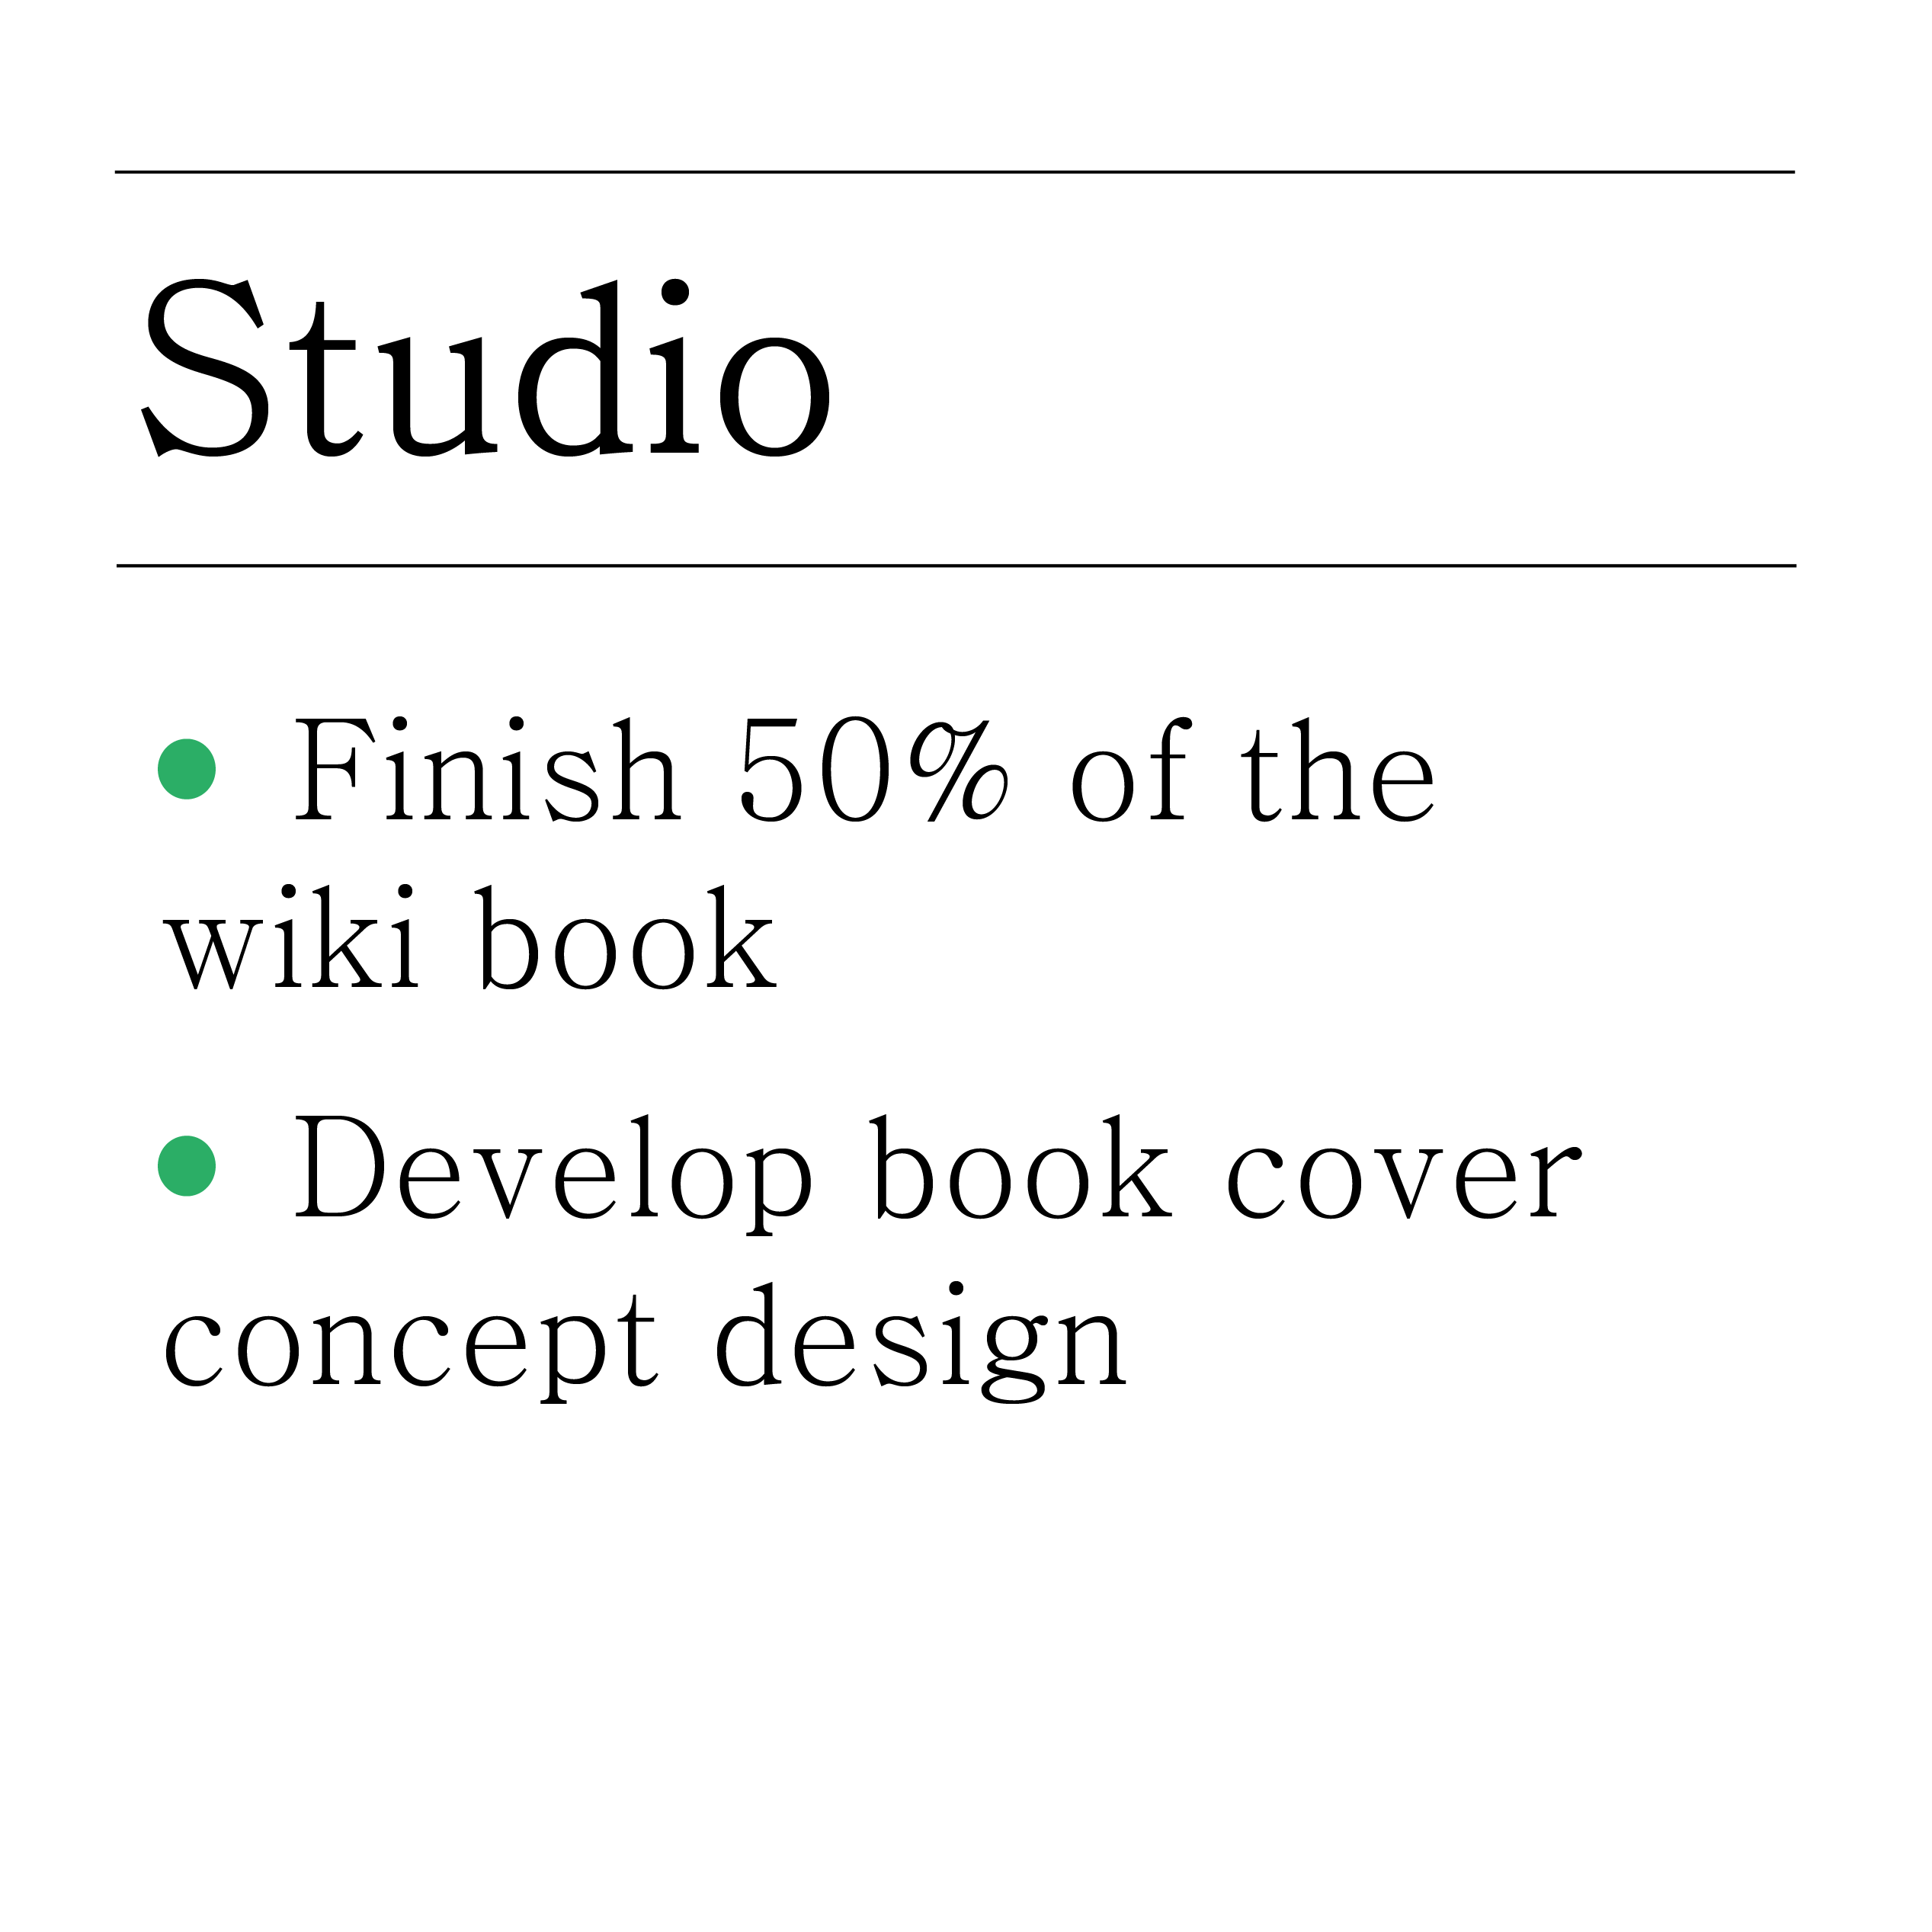 Studio
● Finish 50% of the
wiki book
● Develop book cover
concept design